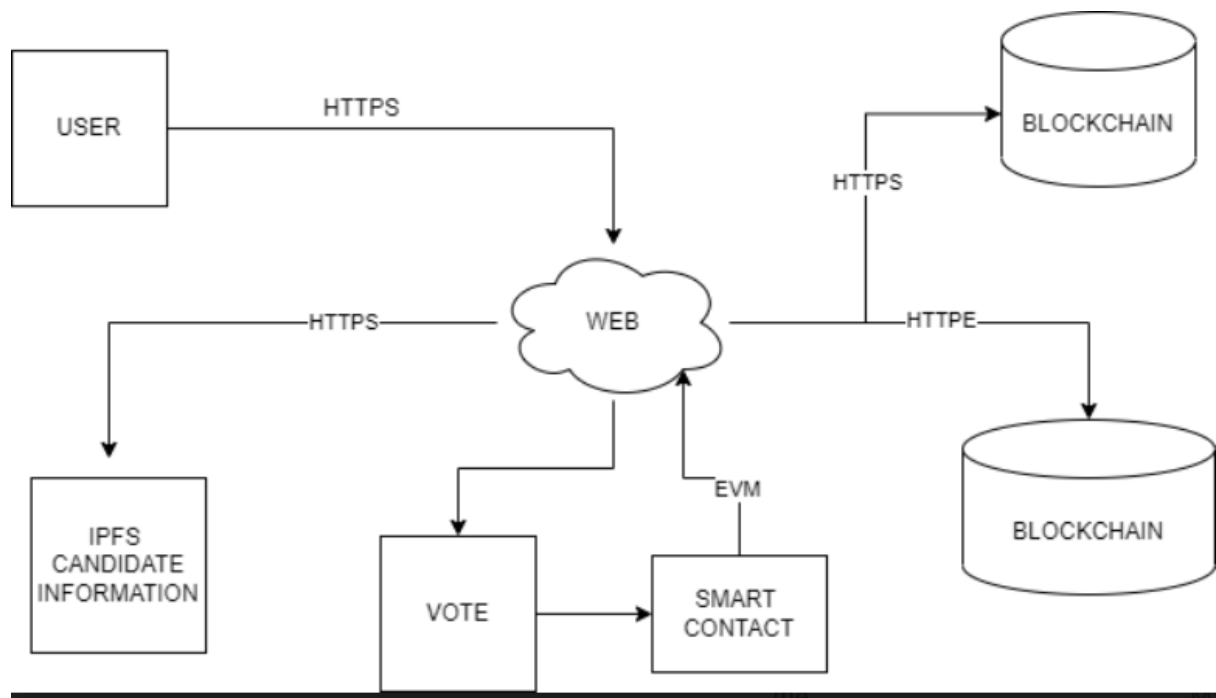 USER
HTTPS
BLOCKCHAIN
HTTPS
HTTPS
WEB
HTTPE
IPFS
CANDIDATE
INFORMATION
VOTE
EVM
SMART
CONTACT
BLOCKCHAIN